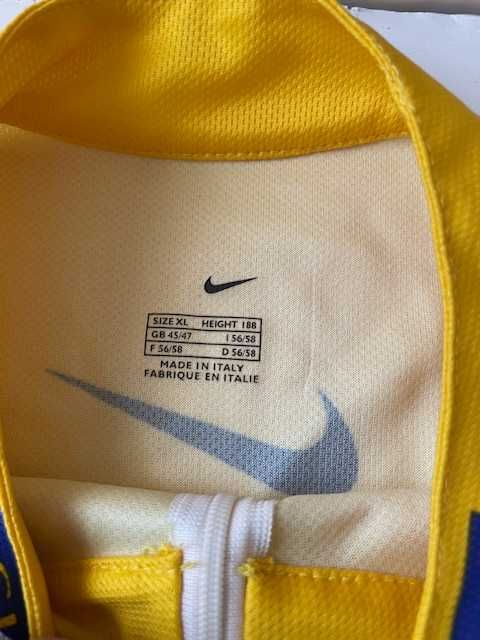 SIZE XL HEIGHT 188
GB 45/47 I 56/58
F 56/58 D 56/58
MADE IN ITALY
FABRIQUE EN ITALIE